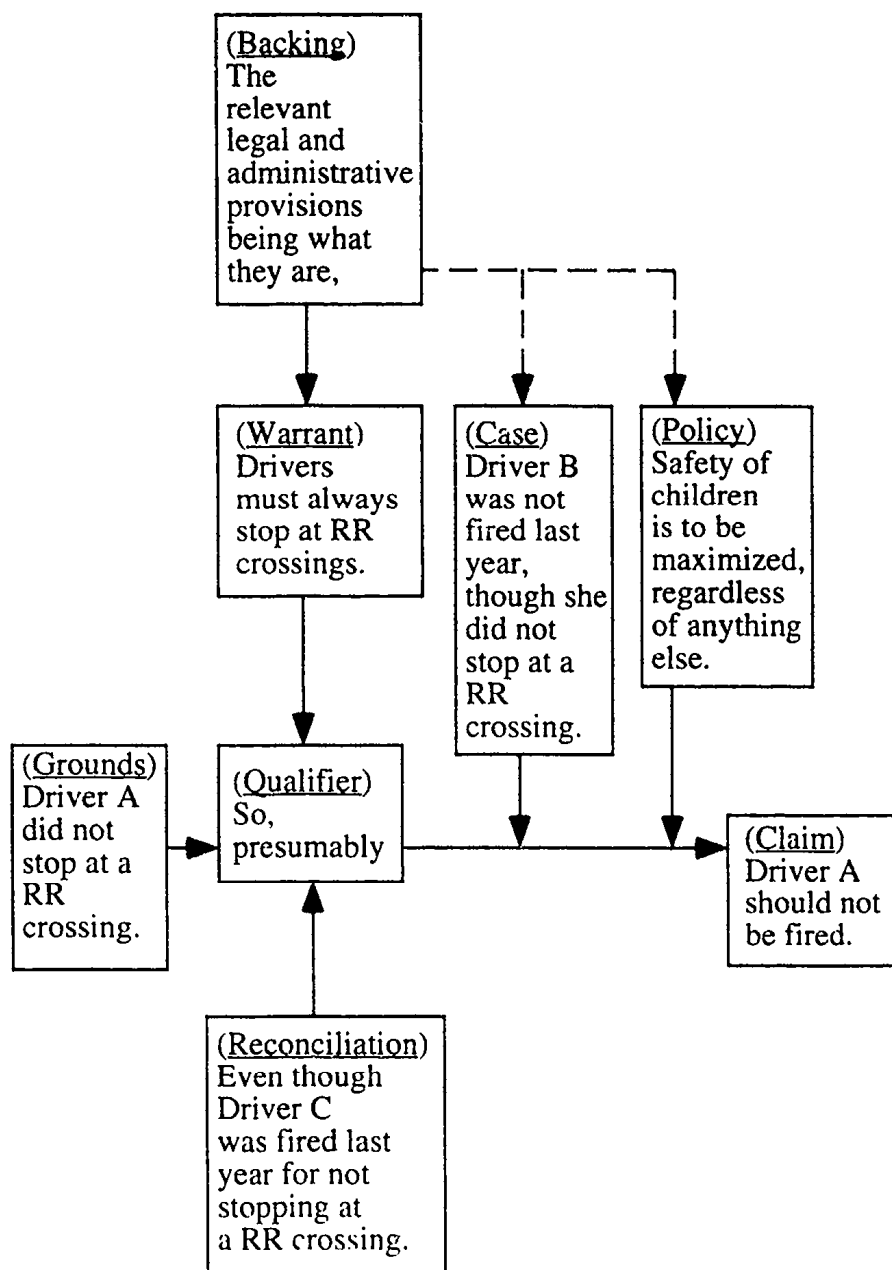 (Backing)
The
relevant
legal and
administrative
provisions
being what
they are,
(Warrant)
Drivers
must always
stop at RR
crossings.
(Case)
Driver B
was not
fired last
year,
though she
did not
stop at a
RR
crossing.
(Policy)
Safety of
children
is to be
maximized,
regardless
of anything
else.
(Grounds)
Driver A
did not
stop at a
RR
crossing.
(Qualifier)
So,
presumably
(Claim)
Driver A
should not
be fired.
(Reconciliation)
Even though
Driver C
was fired last
year for not
stopping at
a RR crossing.